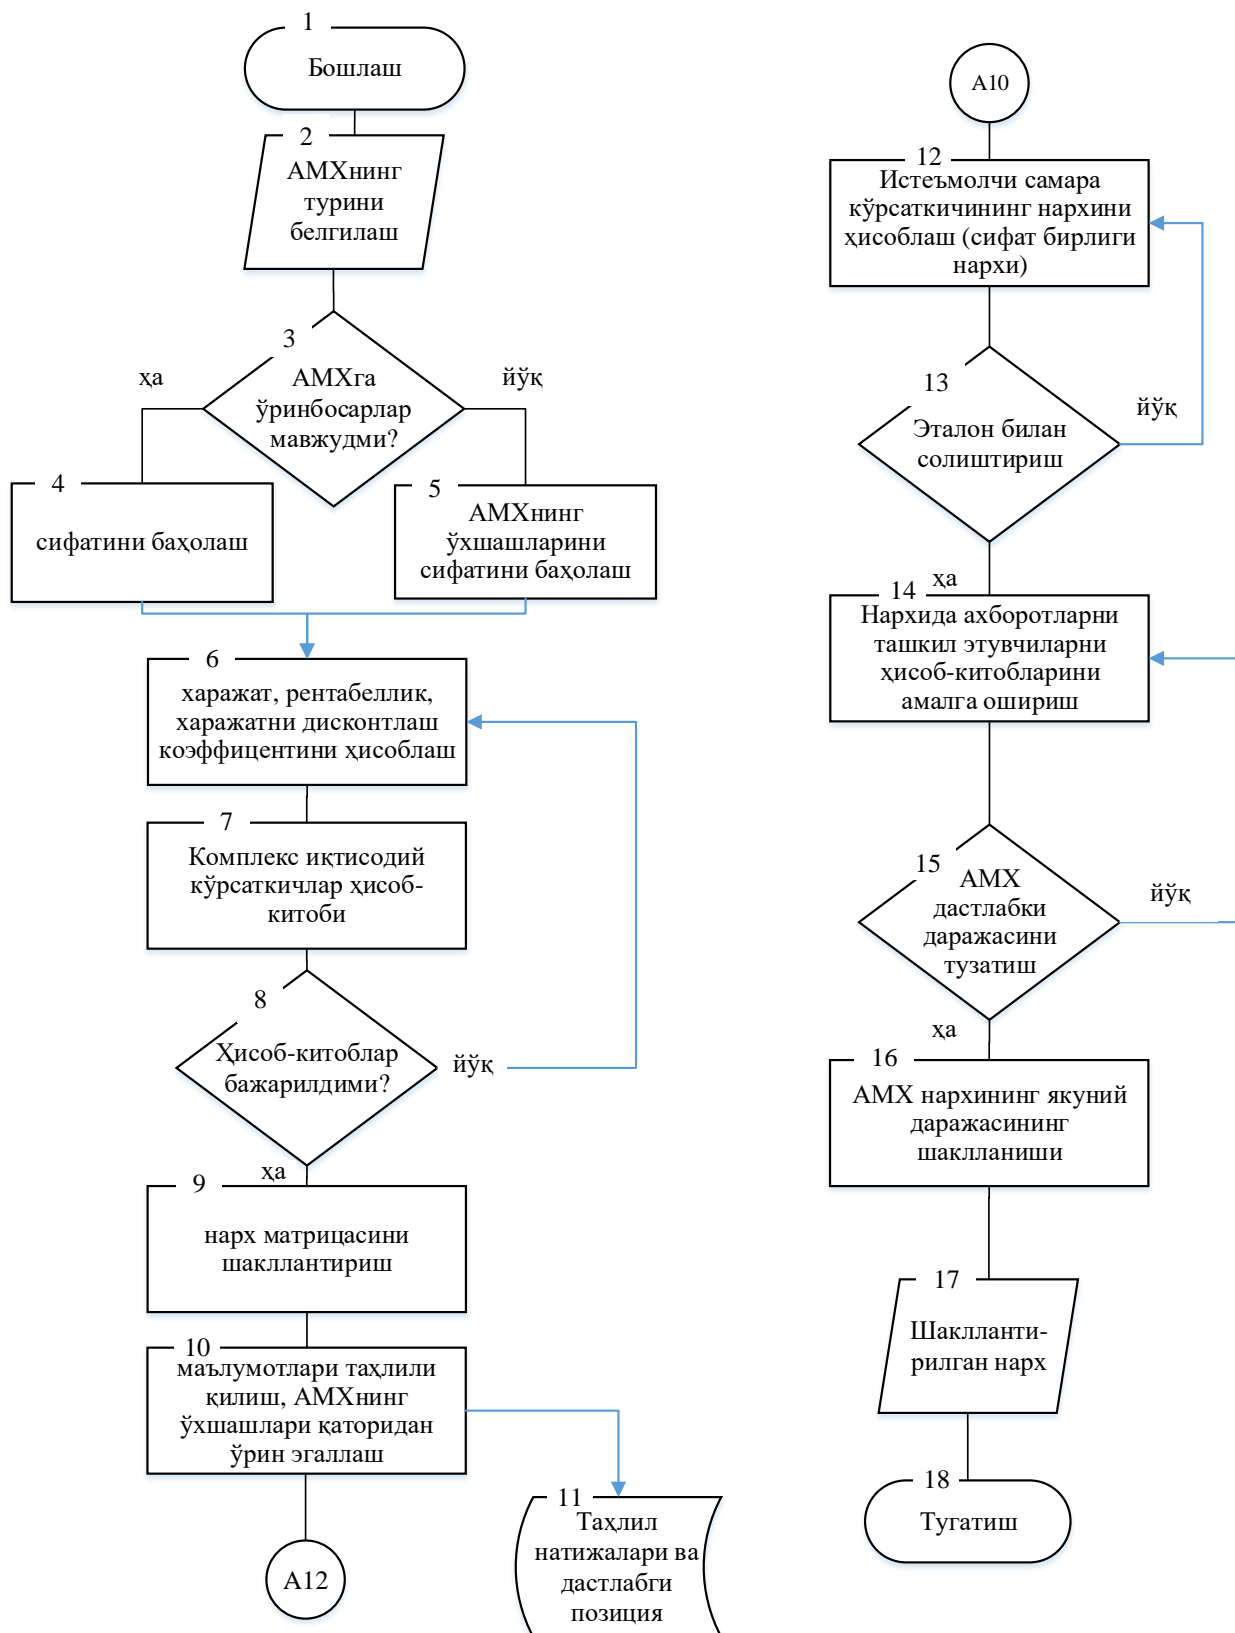 1
Бошлаш
2
АМХнинг
турини
белгилаш
3
АМХга
ўринбосарлар
мавжудми?
ҳа
йўқ
4
сифатини баҳолаш
5
АМХнинг
ўхшашларини
сифатини баҳолаш
6
харажат, рентабеллик,
харажатни дисконтлаш
коэффицентини ҳисоблаш
7
Комплекс иқтисодий
кўрсаткичлар ҳисоб-
китоби
8
Ҳисоб-китоблар
бажарилдими?
йўқ
ҳа
9
нарх матрицасини
шакллантириш
10
маълумотлари таҳлили
қилиш, АМХнинг
ўхшашлари қаторидан
ўрин эгаллаш
11
Таҳлил
натижалари ва
дастлабги
позиция
А12
А10
12
Истеъмолчи самара
кўрсаткичининг нархини
ҳисоблаш (сифат бирлиги
нархи)
13
Эталон билан
солиштириш
йўқ
ҳа
14
Нархида ахборотларни
ташкил этувчиларни
ҳисоб-китобларини
амалга ошириш
15
АМХ
дастлабки
даражасини
тузатиш
йўқ
ҳа
16
АМХ нархининг якуний
даражасининг
шаклланиши
17
Шакллланти-
рилган нарх
18
Тугатиш